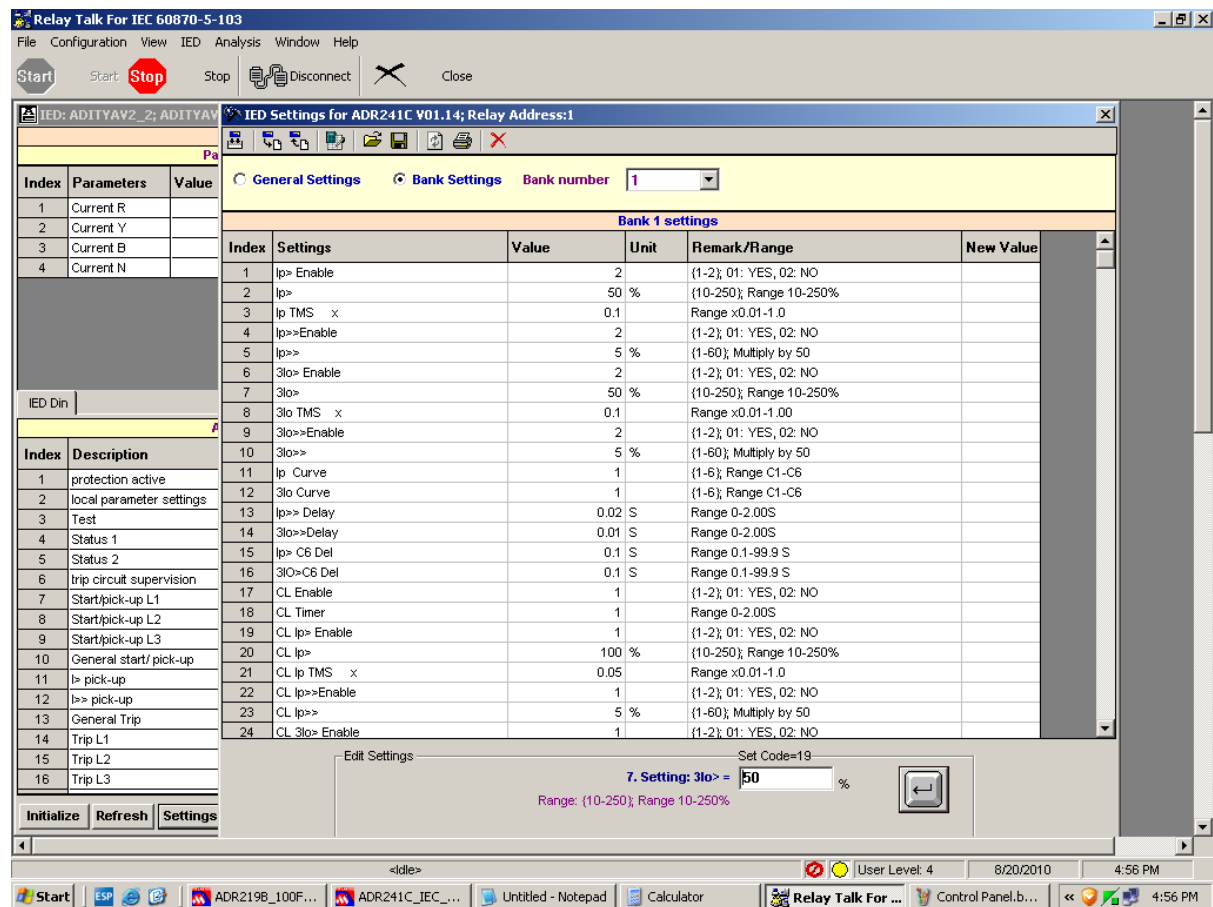 Relay Talk For IEC 60870-5-103
File Configuration View IED Analysis Window Help
Start Start Stop Stop Disconnect Close
IED: ADITYAV2_2; ADITYAV
Pa
Index Parameters Value
1 Current R
2 Current Y
3 Current B
4 Current N
IED Din
A
Index Description
1 protection active
2 local parameter settings
3 Test
4 Status 1
5 Status 2
6 trip circuit supervision
7 Start/pick-up L1
8 Start/pick-up L2
9 Start/pick-up L3
10 General start/ pick-up
11 I> pick-up
12 I>> pick-up
13 General Trip
14 Trip L1
15 Trip L2
16 Trip L3
Initialize Refresh Settings
IED Settings for ADR241C V01.14; Relay Address:1
General Settings Bank Settings Bank number 1
Bank 1 settings
Index Settings Value Unit Remark/Range New Value
1 Ip> Enable 2 {1-2}; 01: YES, 02: NO
2 Ip> 50 % {10-250}; Range 10-250%
3 Ip TMS x 0.1 Range x0.01-1.0
4 Ip>>Enable 2 {1-2}; 01: YES, 02: NO
5 Ip>> 5 % {1-60}; Multiply by 50
6 3Io> Enable 2 {1-2}; 01: YES, 02: NO
7 3Io> 50 % {10-250}; Range 10-250%
8 3Io TMS x 0.1 Range x0.01-1.00
9 3Io>>Enable 2 {1-2}; 01: YES, 02: NO
10 3Io>> 5 % {1-60}; Multiply by 50
11 Ip Curve 1 {1-6}; Range C1-C6
12 3Io Curve 1 {1-6}; Range C1-C6
13 Ip>> Delay 0.02 S Range 0-2.00S
14 3Io>>Delay 0.01 S Range 0-2.00S
15 Ip> C6 Del 0.1 S Range 0.1-99.9 S
16 3IO>C6 Del 0.1 S Range 0.1-99.9 S
17 CL Enable 1 {1-2}; 01: YES, 02: NO
18 CL Timer 1 Range 0-2.00S
19 CL Ip> Enable 1 {1-2}; 01: YES, 02: NO
20 CL Ip> 100 % {10-250}; Range 10-250%
21 CL Ip TMS x 0.05 Range x0.01-1.0
22 CL Ip>>Enable 1 {1-2}; 01: YES, 02: NO
23 CL Ip>> 5 % {1-60}; Multiply by 50
24 CL 3Io> Enable 1 {1-2}; 01: YES, 02: NO
Edit Settings Set Code=19
7. Setting: 3Io> = 50 %
Range: {10-250}; Range 10-250%
<Idle> User Level: 4 8/20/2010 4:56 PM
Start ESP ADR219B_100F... ADR241C_IEC_... Untitled - Notepad Calculator Relay Talk For ... Control Panel.b... « 4:56 PM